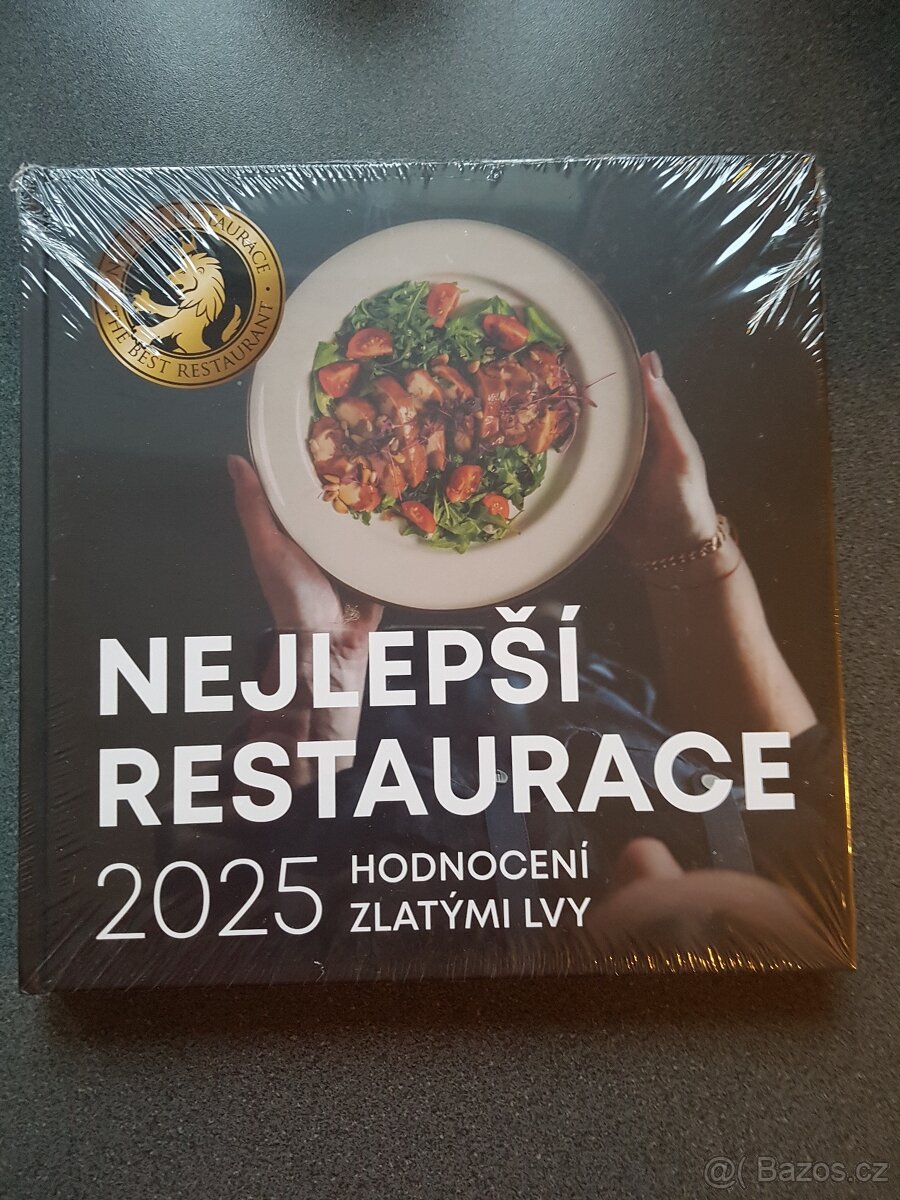 RESTAURACE
THE BEST RESTAURANT
NEJLEPŠÍ
RESTAURACE
2025 HODNOCENÍ
ZLATÝMI LVY
@( Bazos.cz